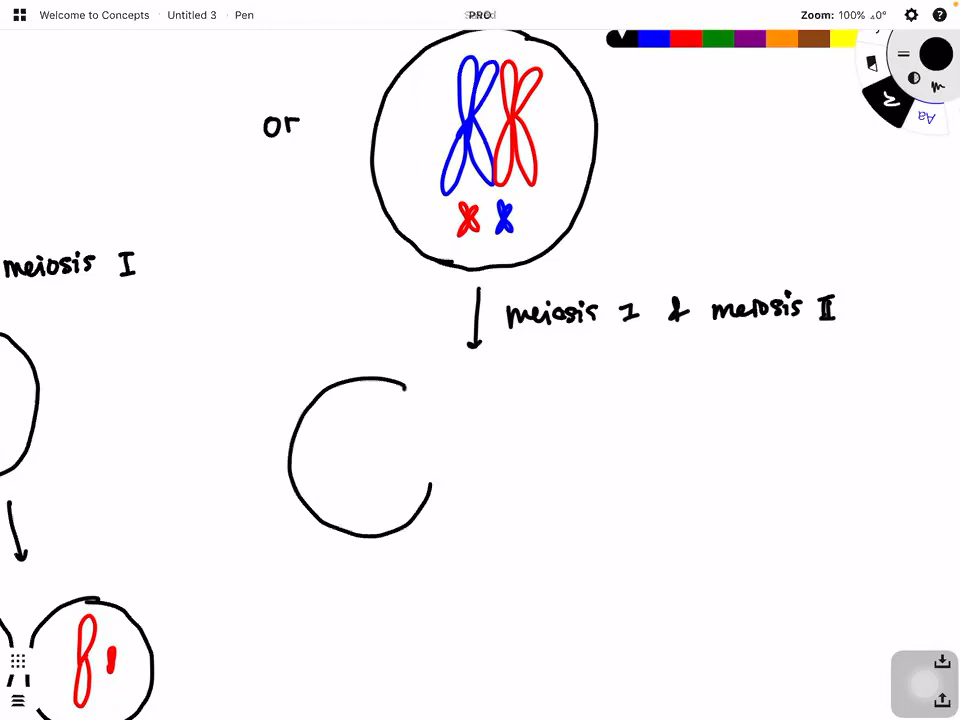 Welcome to Concepts › Untitled 3 › Pen
PRO
Zoom: 100% 0°
Aa
or
meiosis I
meiosis I & meiosis II